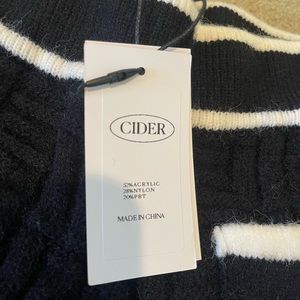 CIDER
52%ACRYLIC
28%NYLON
20%PBT
MADE IN CHINA